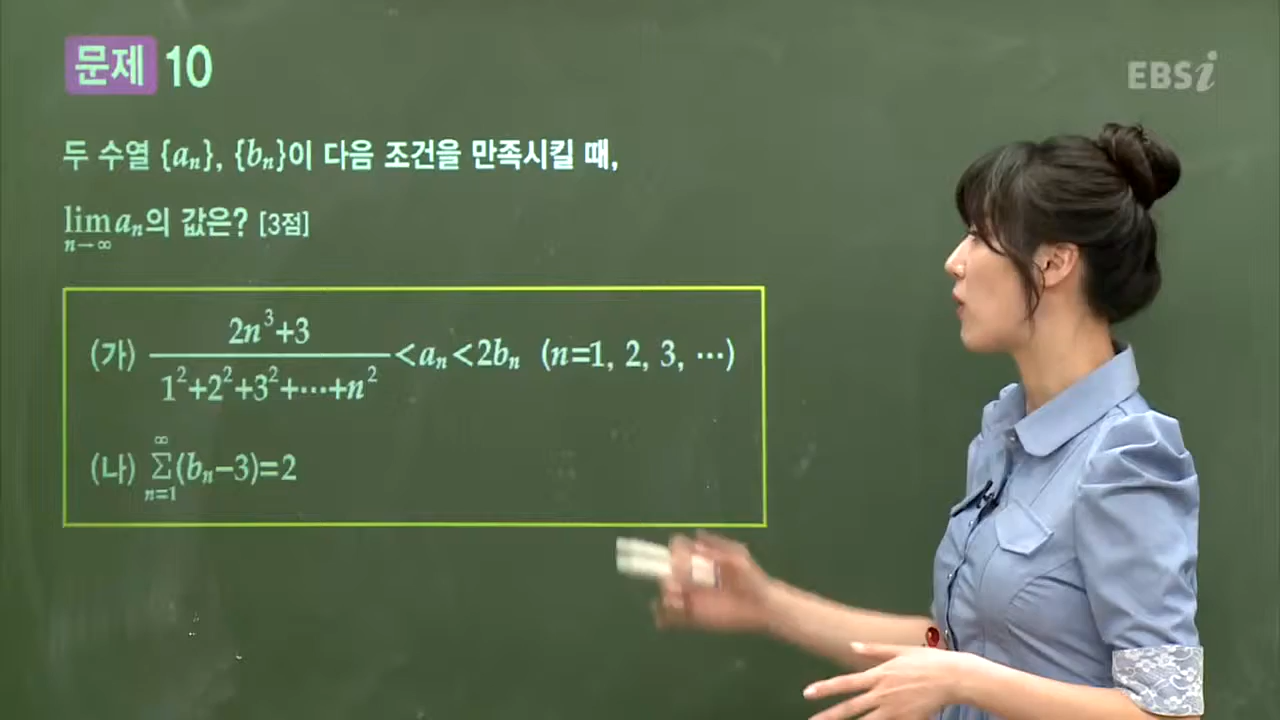 문제 10
EBSi
두 수열 {aₙ}, {bₙ}이 다음 조건을 만족시킬 때,
lim aₙ의 값은? [3점]
n→∞
(가) (2n³+3)/(1²+2²+3²+⋯+n²) < aₙ < 2bₙ (n=1, 2, 3, ⋯)
(나) ∑_{n=1}^{∞} (bₙ−3)=2